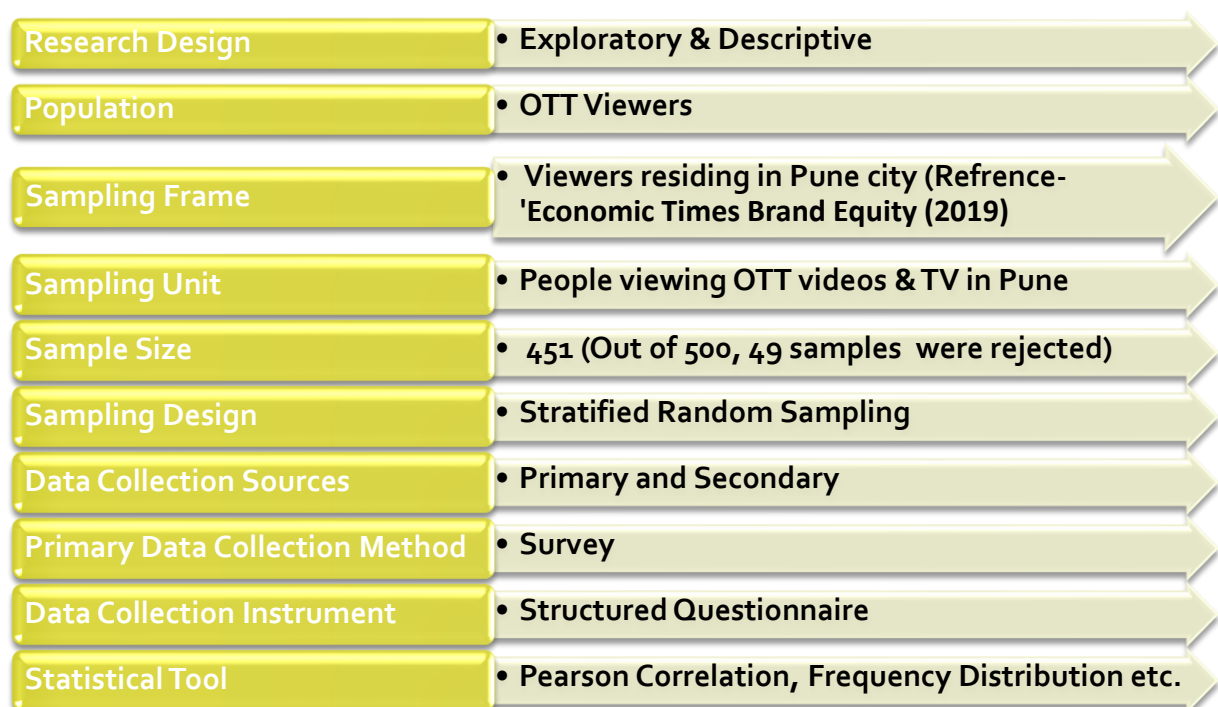 Research Design
• Exploratory & Descriptive
Population
• OTT Viewers
Sampling Frame
• Viewers residing in Pune city (Refrence-
'Economic Times Brand Equity (2019)
Sampling Unit
• People viewing OTT videos & TV in Pune
Sample Size
• 451 (Out of 500, 49 samples were rejected)
Sampling Design
• Stratified Random Sampling
Data Collection Sources
• Primary and Secondary
Primary Data Collection Method
• Survey
Data Collection Instrument
• Structured Questionnaire
Statistical Tool
• Pearson Correlation, Frequency Distribution etc.